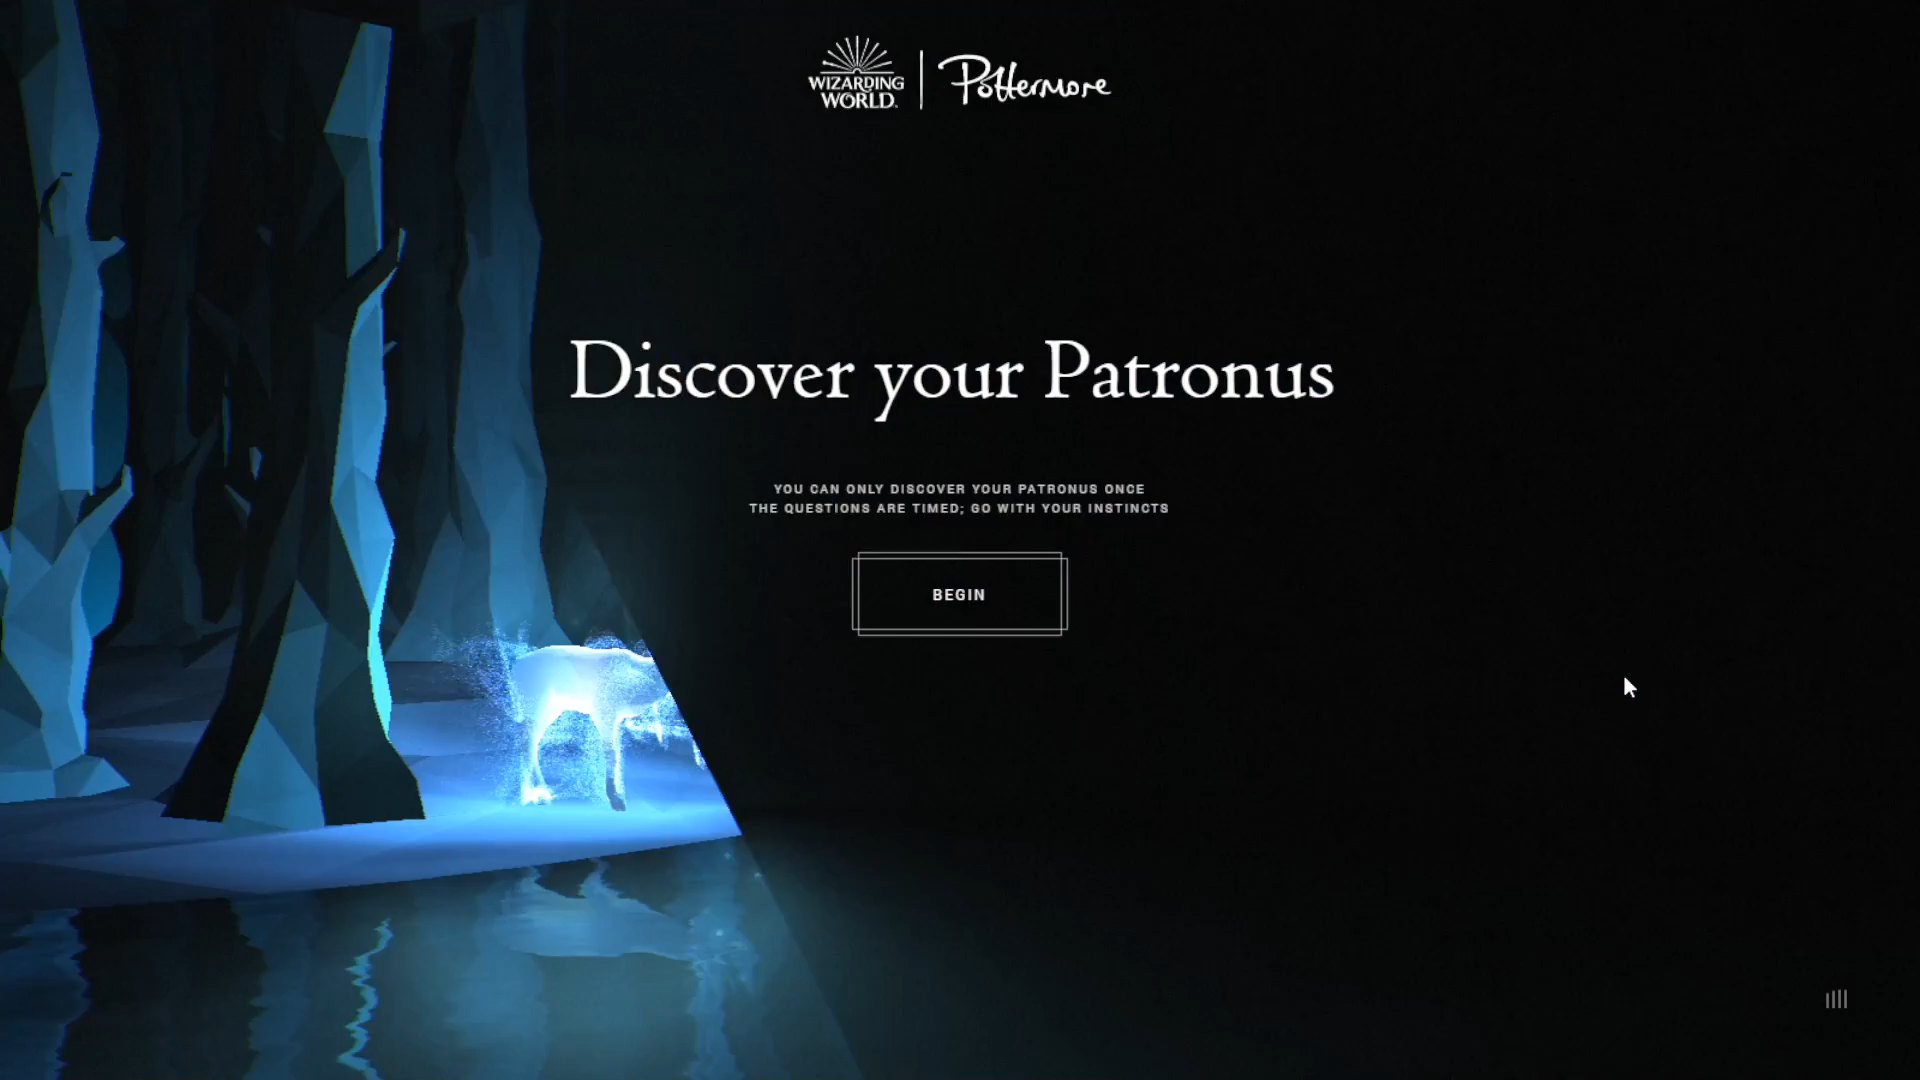 WIZARDING
WORLD.
Pottermore
Discover your Patronus
YOU CAN ONLY DISCOVER YOUR PATRONUS ONCE
THE QUESTIONS ARE TIMED; GO WITH YOUR INSTINCTS
BEGIN